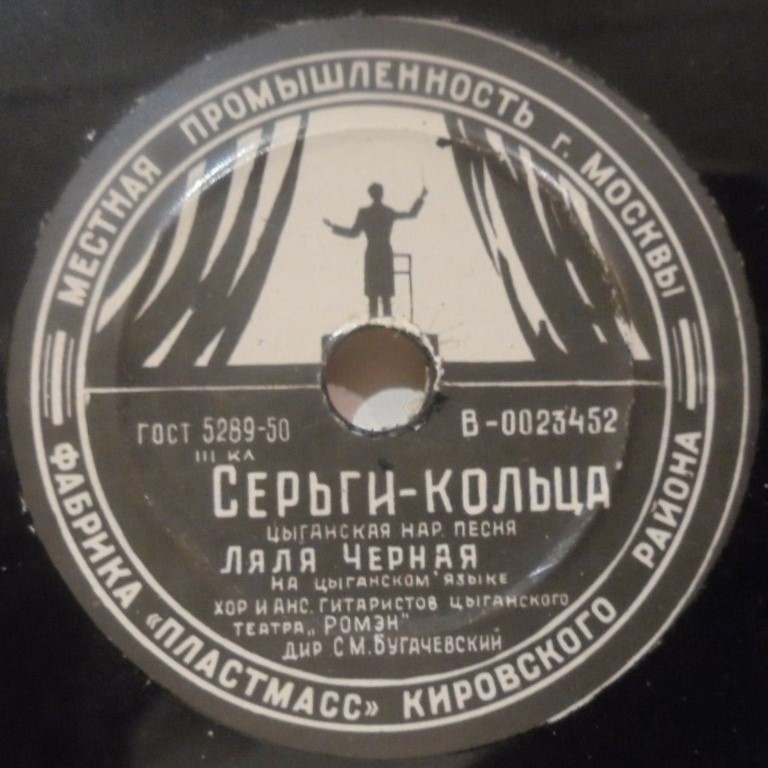 МЕСТНАЯ ПРОМЫШЛЕННОСТЬ г. МОСКВЫ
ГОСТ 5289-50
В-0023452
III КЛ
СЕРЬГИ-КОЛЬЦА
ЦЫГАНСКАЯ НАР. ПЕСНЯ
ЛЯЛЯ ЧЕРНАЯ
НА ЦЫГАНСКОМ ЯЗЫКЕ
ХОР И АНС. ГИТАРИСТОВ ЦЫГАНСКОГО
ТЕАТРА „РОМЭН"
ДИР С.М.БУГАЧЕВСКИЙ
ФАБРИКА «ПЛАСТМАСС» КИРОВСКОГО РАЙОНА